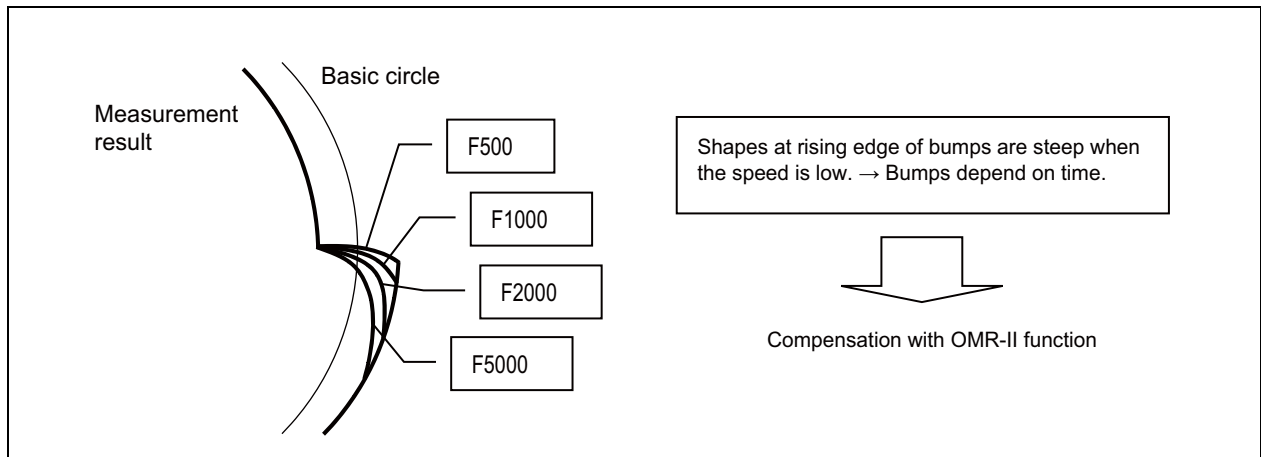 Basic circle
Measurement
result
F500
F1000
F2000
F5000
Shapes at rising edge of bumps are steep when
the speed is low. → Bumps depend on time.
Compensation with OMR-II function